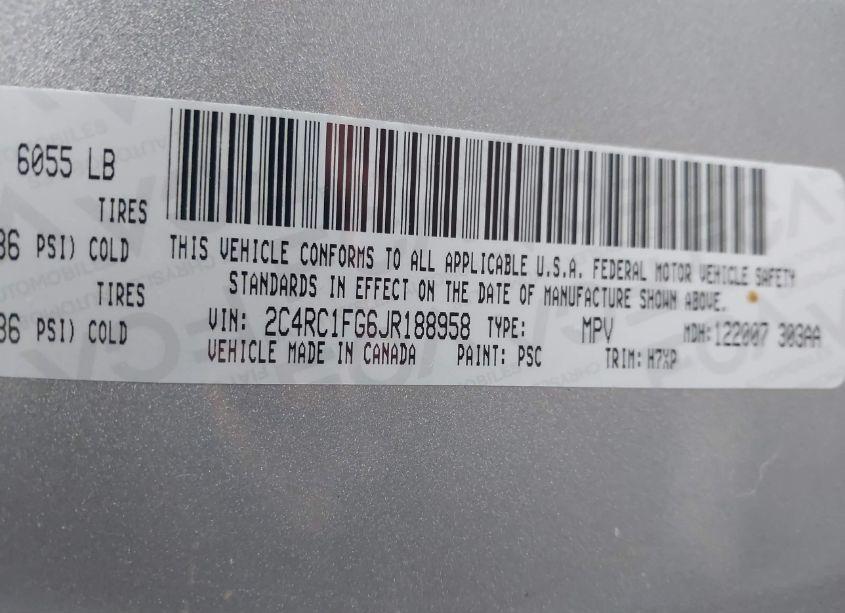 6055 LB
TIRES
36 PSI) COLD
TIRES
36 PSI) COLD
THIS VEHICLE CONFORMS TO ALL APPLICABLE U.S.A. FEDERAL MOTOR VEHICLE SAFETY
STANDARDS IN EFFECT ON THE DATE OF MANUFACTURE SHOWN ABOVE.
VIN: 2C4RC1FG6JR188958 TYPE: MPV MDH:122007 303AA
VEHICLE MADE IN CANADA PAINT: PSC TRIM: H7XP